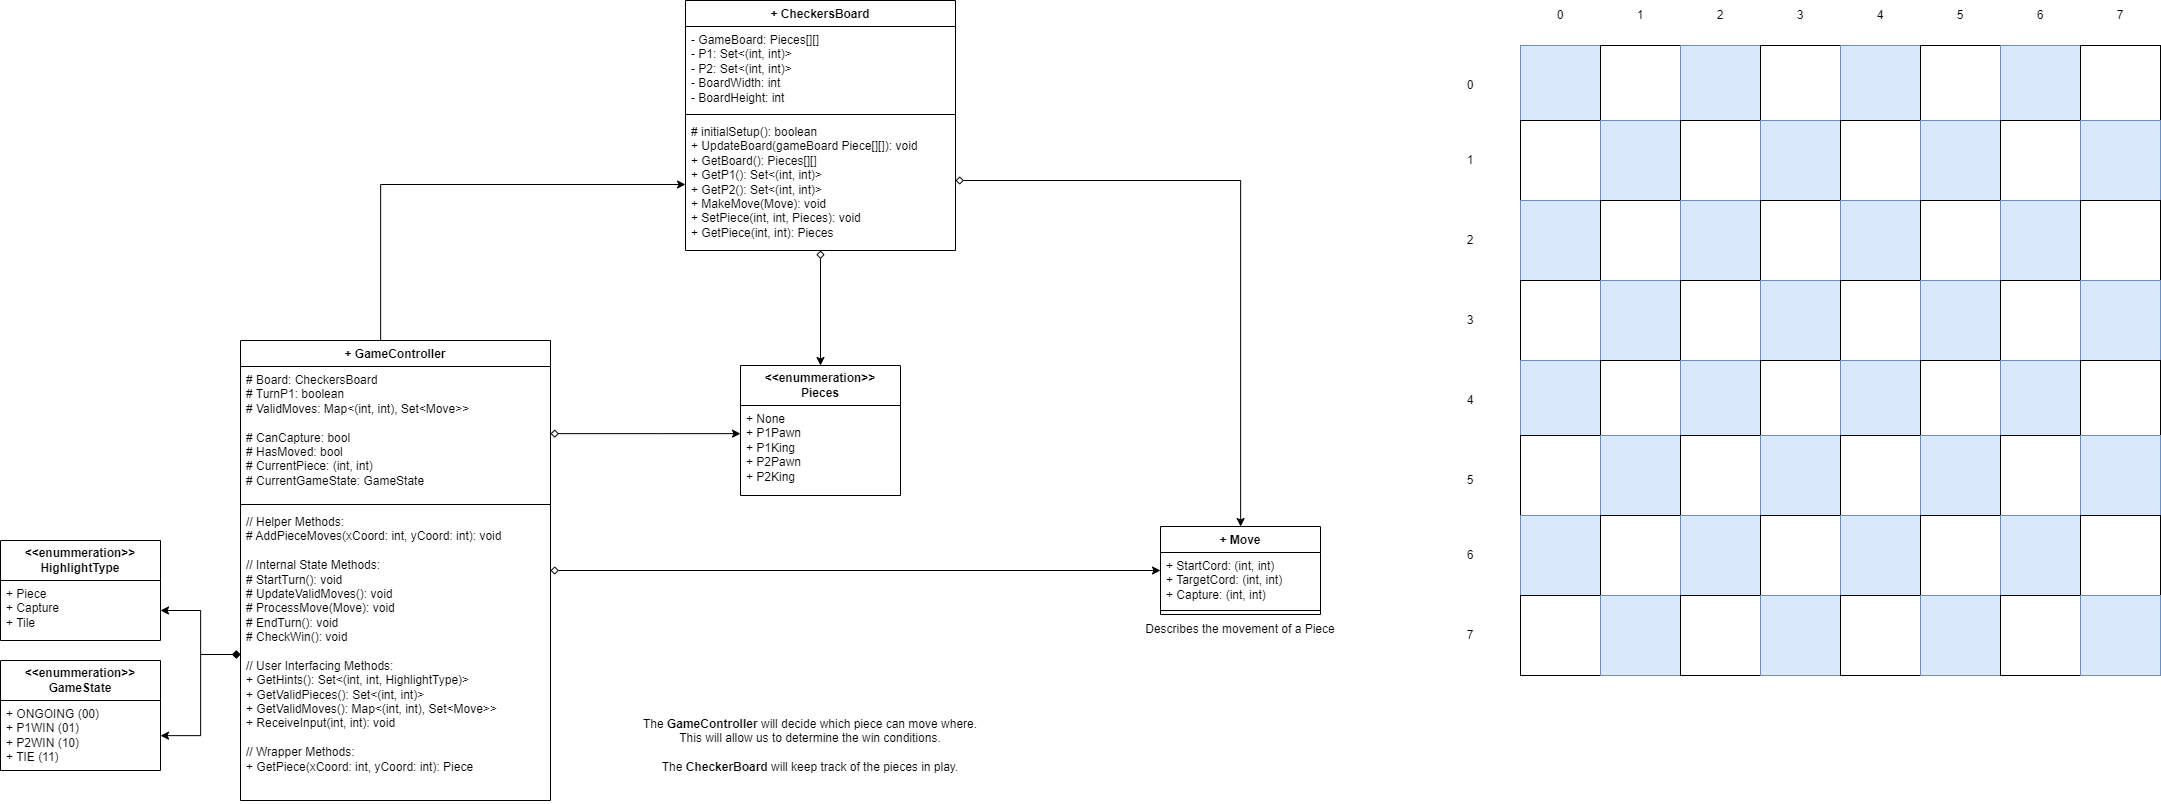 + CheckersBoard
- GameBoard: Pieces[][]
- P1: Set<(int, int)>
- P2: Set<(int, int)>
- BoardWidth: int
- BoardHeight: int
# initialSetup(): boolean
+ UpdateBoard(gameBoard Piece[][]): void
+ GetBoard(): Pieces[][]
+ GetP1(): Set<(int, int)>
+ GetP2(): Set<(int, int)>
+ MakeMove(Move): void
+ SetPiece(int, int, Pieces): void
+ GetPiece(int, int): Pieces
+ GameController
# Board: CheckersBoard
# TurnP1: boolean
# ValidMoves: Map<(int, int), Set<Move>>
# CanCapture: bool
# HasMoved: bool
# CurrentPiece: (int, int)
# CurrentGameState: GameState
// Helper Methods:
# AddPieceMoves(xCoord: int, yCoord: int): void
// Internal State Methods:
# StartTurn(): void
# UpdateValidMoves(): void
# ProcessMove(Move): void
# EndTurn(): void
# CheckWin(): void
// User Interfacing Methods:
+ GetHints(): Set<(int, int, HighlightType)>
+ GetValidPieces(): Set<(int, int)>
+ GetValidMoves(): Map<(int, int), Set<Move>>
+ ReceiveInput(int, int): void
// Wrapper Methods:
+ GetPiece(xCoord: int, yCoord: int): Piece
<<enummeration>>
Pieces
+ None
+ P1Pawn
+ P1King
+ P2Pawn
+ P2King
<<enummeration>>
HighlightType
+ Piece
+ Capture
+ Tile
<<enummeration>>
GameState
+ ONGOING (00)
+ P1WIN (01)
+ P2WIN (10)
+ TIE (11)
+ Move
+ StartCord: (int, int)
+ TargetCord: (int, int)
+ Capture: (int, int)
Describes the movement of a Piece
The GameController will decide which piece can move where.
This will allow us to determine the win conditions.
The CheckerBoard will keep track of the pieces in play.
0 1 2 3 4 5 6 7
0
1
2
3
4
5
6
7